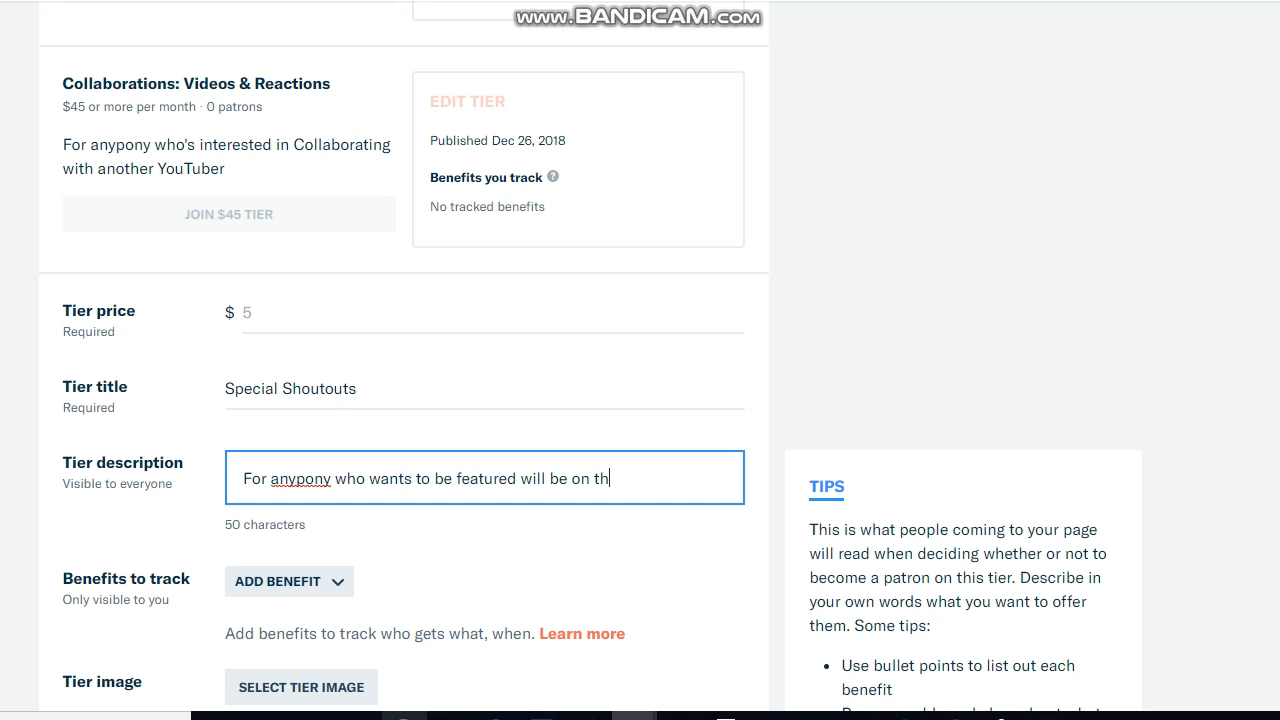 www.BANDICAM.com
Collaborations: Videos & Reactions
$45 or more per month · 0 patrons
For anypony who's interested in Collaborating
with another YouTuber
JOIN $45 TIER
EDIT TIER
Published Dec 26, 2018
Benefits you track ?
No tracked benefits
Tier price
Required
$ 5
Tier title
Required
Special Shoutouts
Tier description
Visible to everyone
For anypony who wants to be featured will be on th
50 characters
Benefits to track
Only visible to you
ADD BENEFIT
Add benefits to track who gets what, when. Learn more
Tier image
SELECT TIER IMAGE
TIPS
This is what people coming to your page
will read when deciding whether or not to
become a patron on this tier. Describe in
your own words what you want to offer
them. Some tips:
• Use bullet points to list out each
benefit